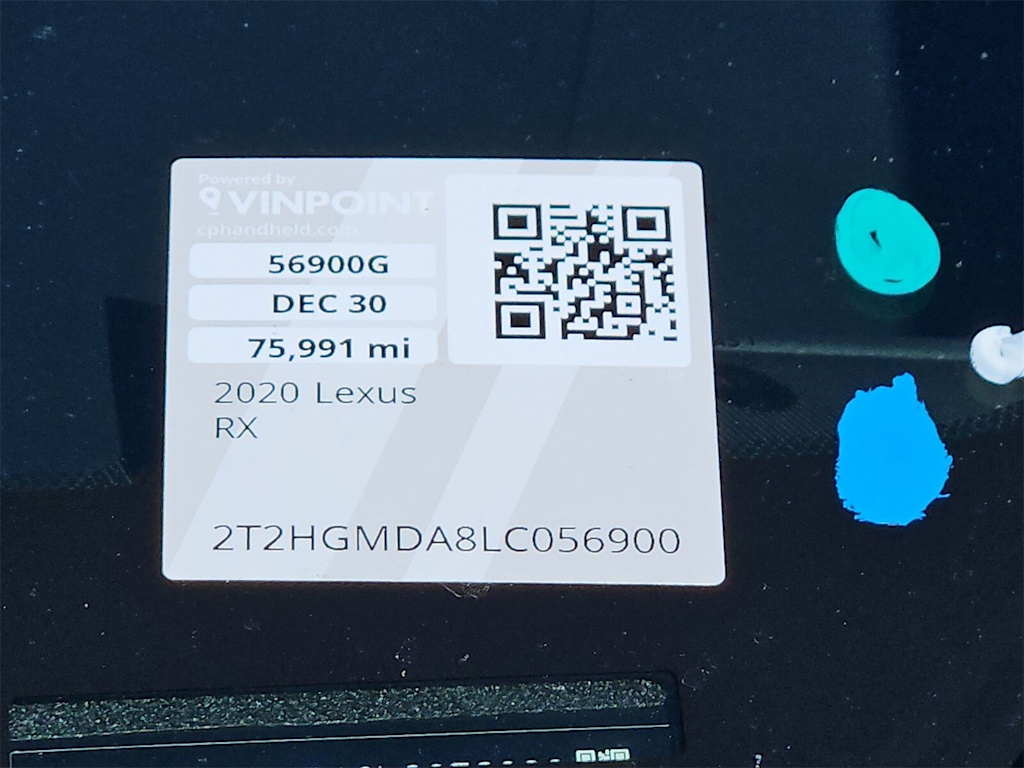 Powered by
VINPOINT
cphandheld.com
56900G
DEC 30
75,991 mi
2020 Lexus
RX
2T2HGMDA8LC056900